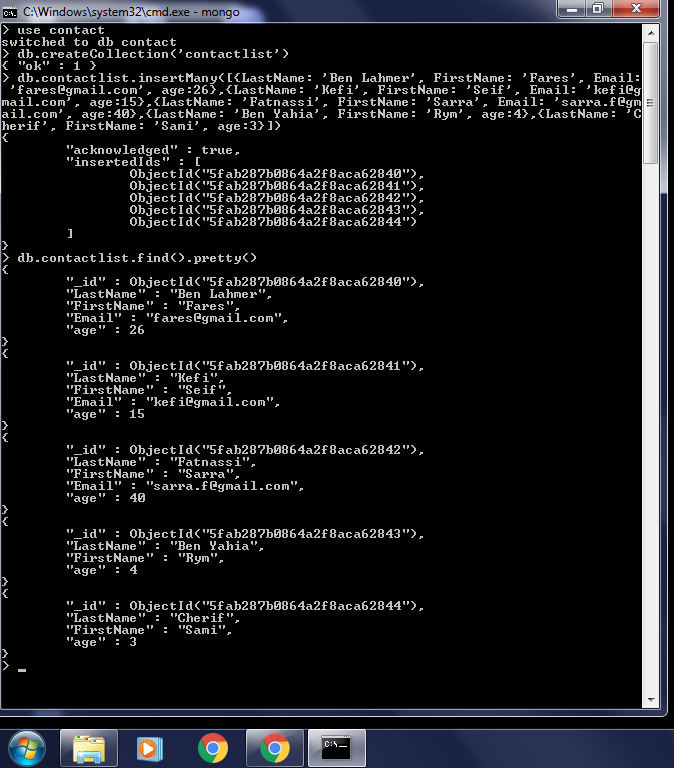 C:\Windows\system32\cmd.exe - mongo
> use contact
switched to db contact
> db.createCollection('contactlist')
{ "ok" : 1 }
> db.contactlist.insertMany([{LastName: 'Ben Lahmer', FirstName: 'Fares', Email:
 'fares@gmail.com', age:26},{LastName: 'Kefi', FirstName: 'Seif', Email: 'kefi@g
mail.com', age:15},{LastName: 'Fatnassi', FirstName: 'Sarra', Email: 'sarra.f@gm
ail.com', age:40},{LastName: 'Ben Yahia', FirstName: 'Rym', age:4},{LastName: 'C
herif', FirstName: 'Sami', age:3}])
{
        "acknowledged" : true,
        "insertedIds" : [
                ObjectId("5fab287b0864a2f8aca62840"),
                ObjectId("5fab287b0864a2f8aca62841"),
                ObjectId("5fab287b0864a2f8aca62842"),
                ObjectId("5fab287b0864a2f8aca62843"),
                ObjectId("5fab287b0864a2f8aca62844")
        ]
}
> db.contactlist.find().pretty()
{
        "_id" : ObjectId("5fab287b0864a2f8aca62840"),
        "LastName" : "Ben Lahmer",
        "FirstName" : "Fares",
        "Email" : "fares@gmail.com",
        "age" : 26
}
{
        "_id" : ObjectId("5fab287b0864a2f8aca62841"),
        "LastName" : "Kefi",
        "FirstName" : "Seif",
        "Email" : "kefi@gmail.com",
        "age" : 15
}
{
        "_id" : ObjectId("5fab287b0864a2f8aca62842"),
        "LastName" : "Fatnassi",
        "FirstName" : "Sarra",
        "Email" : "sarra.f@gmail.com",
        "age" : 40
}
{
        "_id" : ObjectId("5fab287b0864a2f8aca62843"),
        "LastName" : "Ben Yahia",
        "FirstName" : "Rym",
        "age" : 4
}
{
        "_id" : ObjectId("5fab287b0864a2f8aca62844"),
        "LastName" : "Cherif",
        "FirstName" : "Sami",
        "age" : 3
}
> _